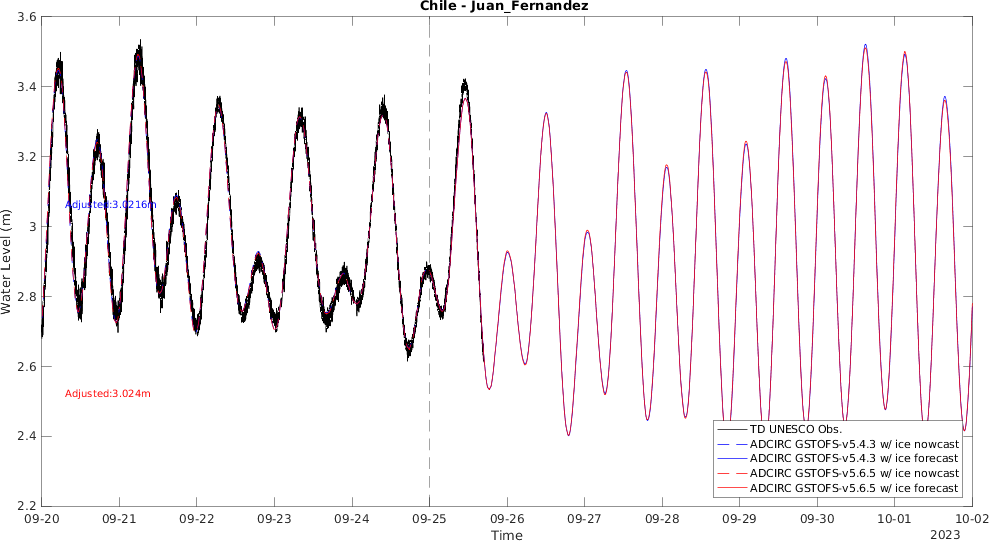 Chile - Juan_Fernandez
3.6
3.4
3.2
3
2.8
2.6
2.4
2.2
Water Level (m)
Adjusted:3.0216m
Adjusted:3.024m
TD UNESCO Obs.
ADCIRC GSTOFS-v5.4.3 w/ ice nowcast
ADCIRC GSTOFS-v5.4.3 w/ ice forecast
ADCIRC GSTOFS-v5.6.5 w/ ice nowcast
ADCIRC GSTOFS-v5.6.5 w/ ice forecast
09-20 09-21 09-22 09-23 09-24 09-25 09-26 09-27 09-28 09-29 09-30 10-01 10-02
Time
2023